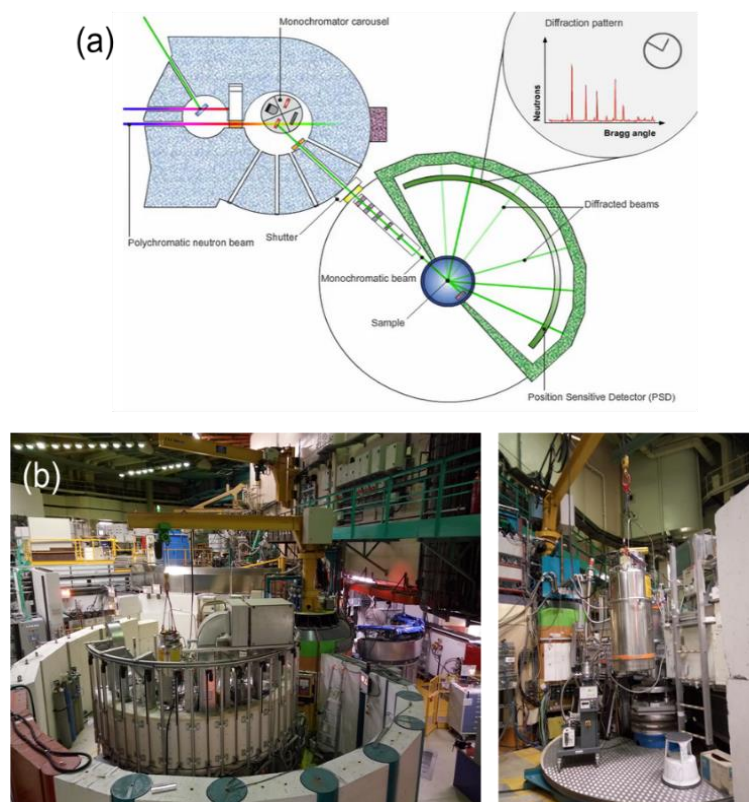 (a)
Monochromator carousel
Diffraction pattern
Neutrons
Bragg angle
Polychromatic neutron beam
Shutter
Monochromatic beam
Diffracted beams
Sample
Position Sensitive Detector (PSD)
(b)